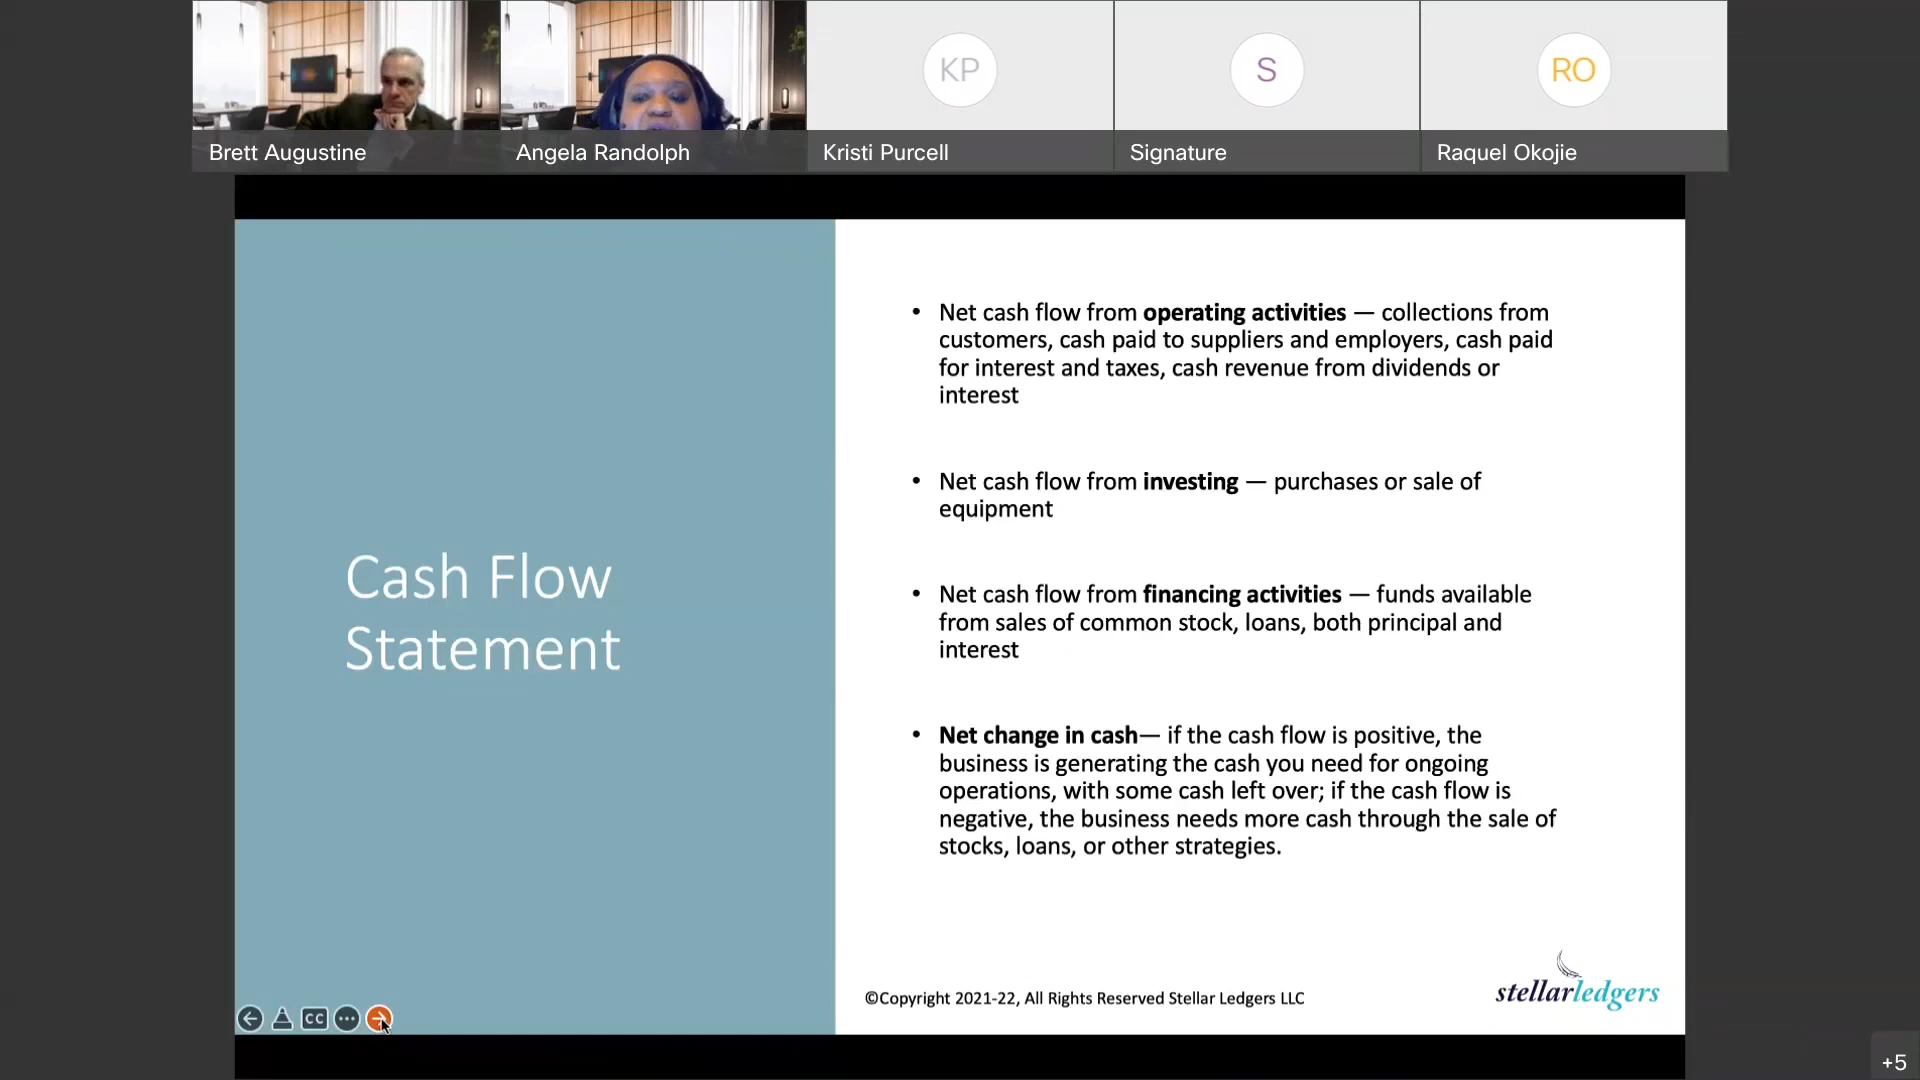 KP
S
RO
Brett Augustine
Angela Randolph
Kristi Purcell
Signature
Raquel Okojie
Cash Flow
Statement
• Net cash flow from operating activities — collections from
customers, cash paid to suppliers and employers, cash paid
for interest and taxes, cash revenue from dividends or
interest
• Net cash flow from investing — purchases or sale of
equipment
• Net cash flow from financing activities — funds available
from sales of common stock, loans, both principal and
interest
• Net change in cash— if the cash flow is positive, the
business is generating the cash you need for ongoing
operations, with some cash left over; if the cash flow is
negative, the business needs more cash through the sale of
stocks, loans, or other strategies.
©Copyright 2021-22, All Rights Reserved Stellar Ledgers LLC
stellarledgers
CC
+5